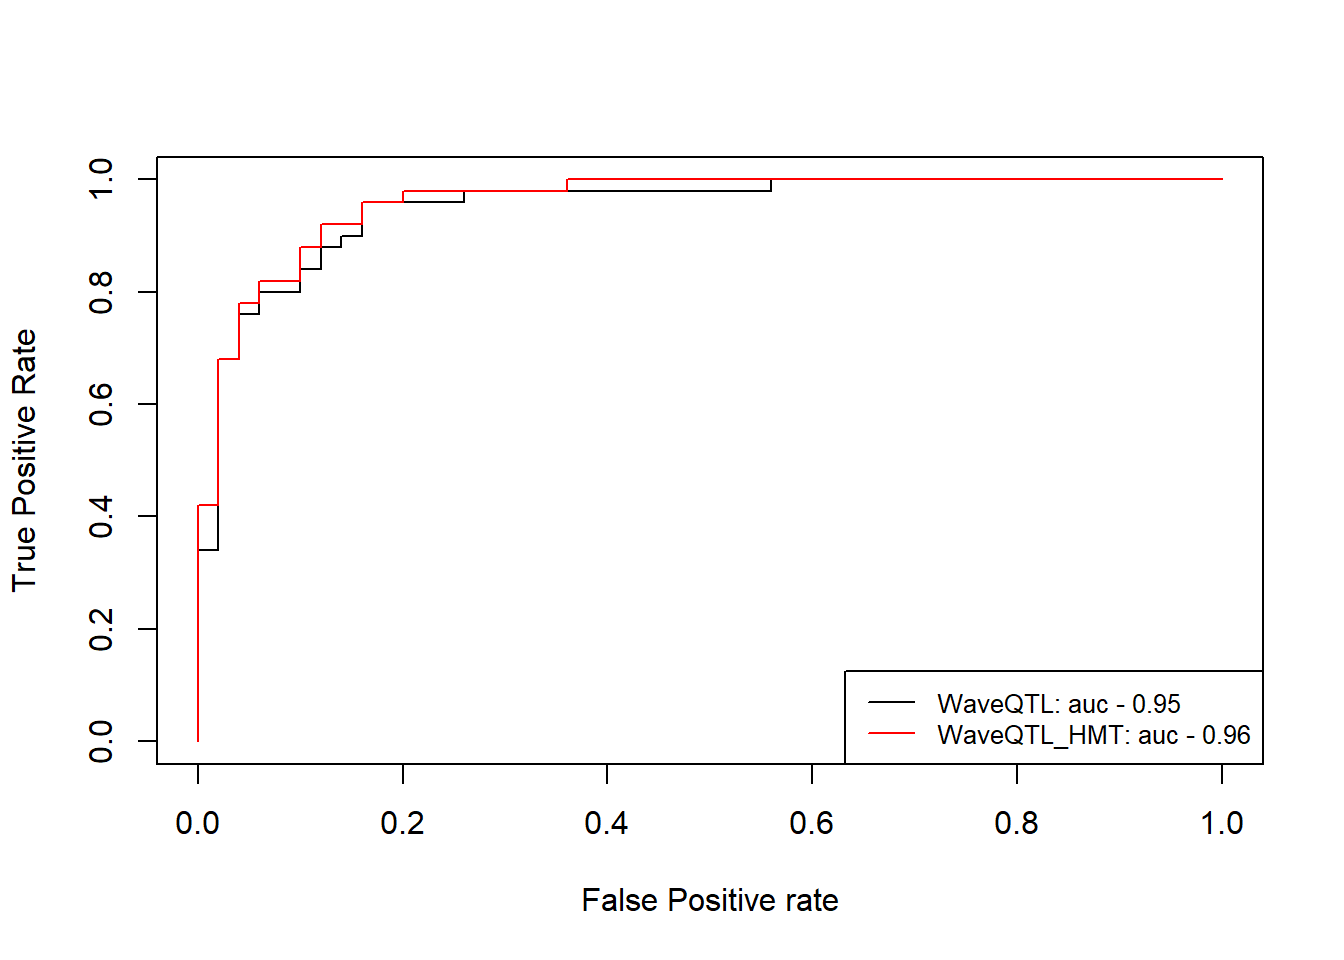 True Positive Rate
1.0
0.8
0.6
0.4
0.2
0.0
WaveQTL: auc - 0.95
WaveQTL_HMT: auc - 0.96
0.0 0.2 0.4 0.6 0.8 1.0
False Positive rate